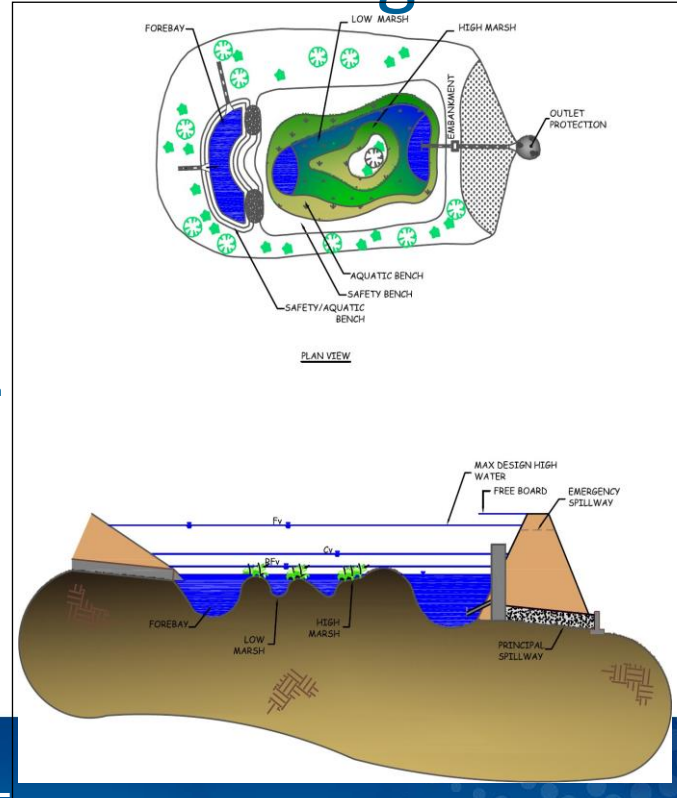 LOW MARSH
FOREBAY
HIGH MARSH
EMBANKMENT
OUTLET
PROTECTION
AQUATIC BENCH
SAFETY BENCH
SAFETY/AQUATIC
BENCH
PLAN VIEW
MAX DESIGN HIGH
WATER
FREE BOARD
EMERGENCY
SPILLWAY
Fv
Cv
RFv
FOREBAY
LOW
MARSH
HIGH
MARSH
PRINCIPAL
SPILLWAY